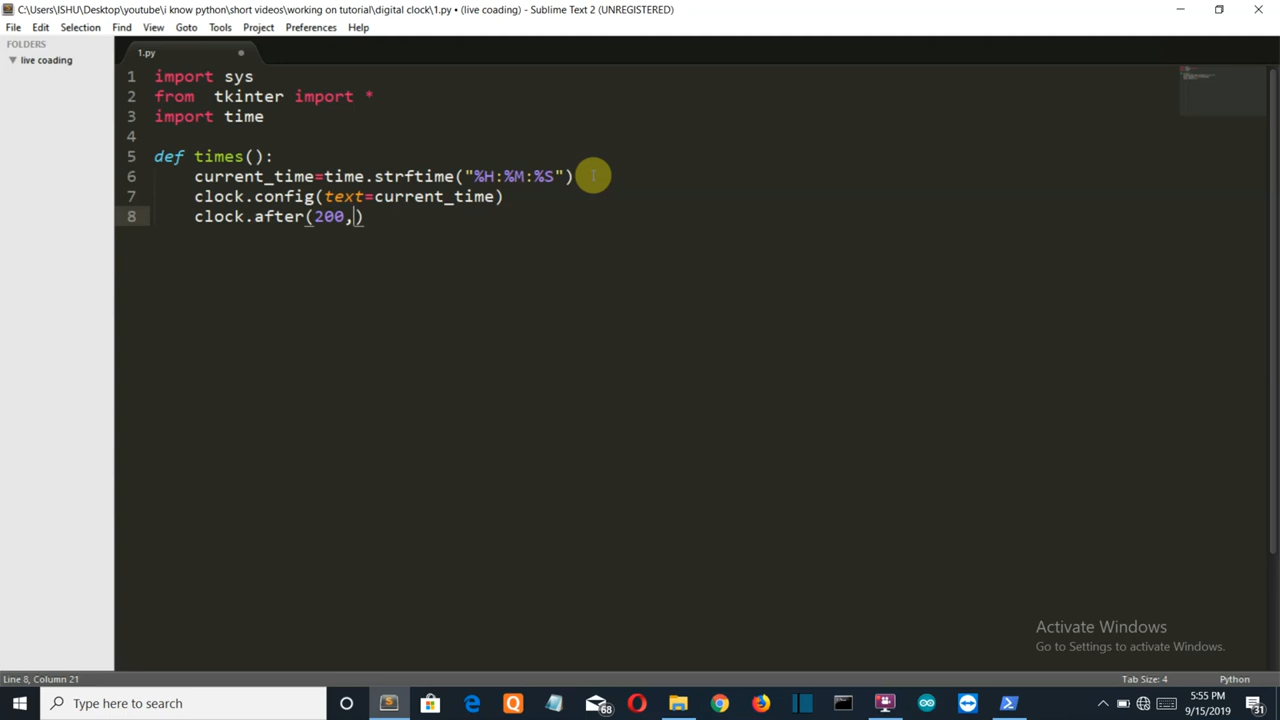 C:\Users\ISHU\Desktop\youtube\i know python\short videos\working on tutorial\digital clock\1.py • (live coading) - Sublime Text 2 (UNREGISTERED)
File Edit Selection Find View Goto Tools Project Preferences Help
FOLDERS
live coading
1.py
1 import sys
2 from  tkinter import *
3 import time
4
5 def times():
6     current_time=time.strftime("%H:%M:%S")
7     clock.config(text=current_time)
8     clock.after(200,)
Activate Windows
Go to Settings to activate Windows.
Line 8, Column 21
Tab Size: 4
Python
Type here to search
68
5:55 PM
9/15/2019
31